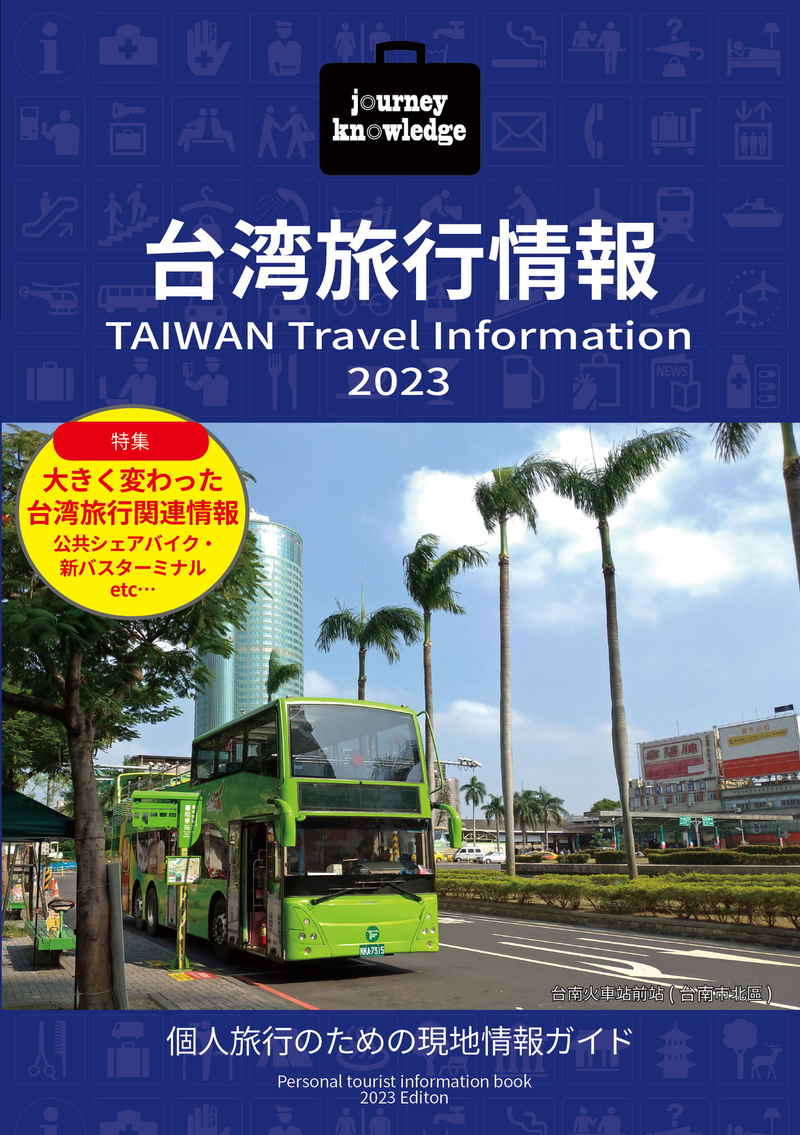 journey
knowledge
台湾旅行情報
TAIWAN Travel Information
2023
NEWS
特集
大きく変わった
台湾旅行関連情報
公共シェアバイク・
新バスターミナル
etc…
KKA-7315
台南火車站前站 ( 台南市北區 )
個人旅行のための現地情報ガイド
Personal tourist information book
2023 Editon